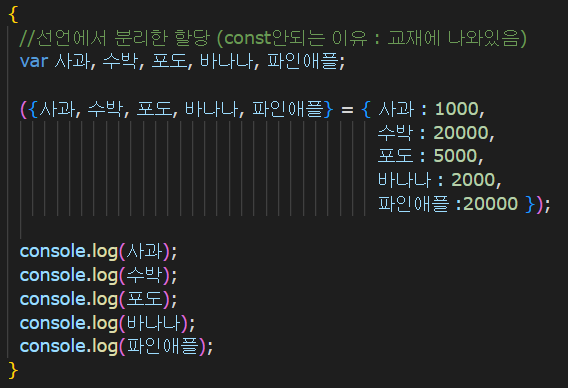 {
//선언에서 분리한 할당 (const안되는 이유 : 교재에 나와있음)
var 사과, 수박, 포도, 바나나, 파인애플;
({사과, 수박, 포도, 바나나, 파인애플} = { 사과 : 1000,
수박 : 20000,
포도 : 5000,
바나나 : 2000,
파인애플 :20000 });
console.log(사과);
console.log(수박);
console.log(포도);
console.log(바나나);
console.log(파인애플);
}